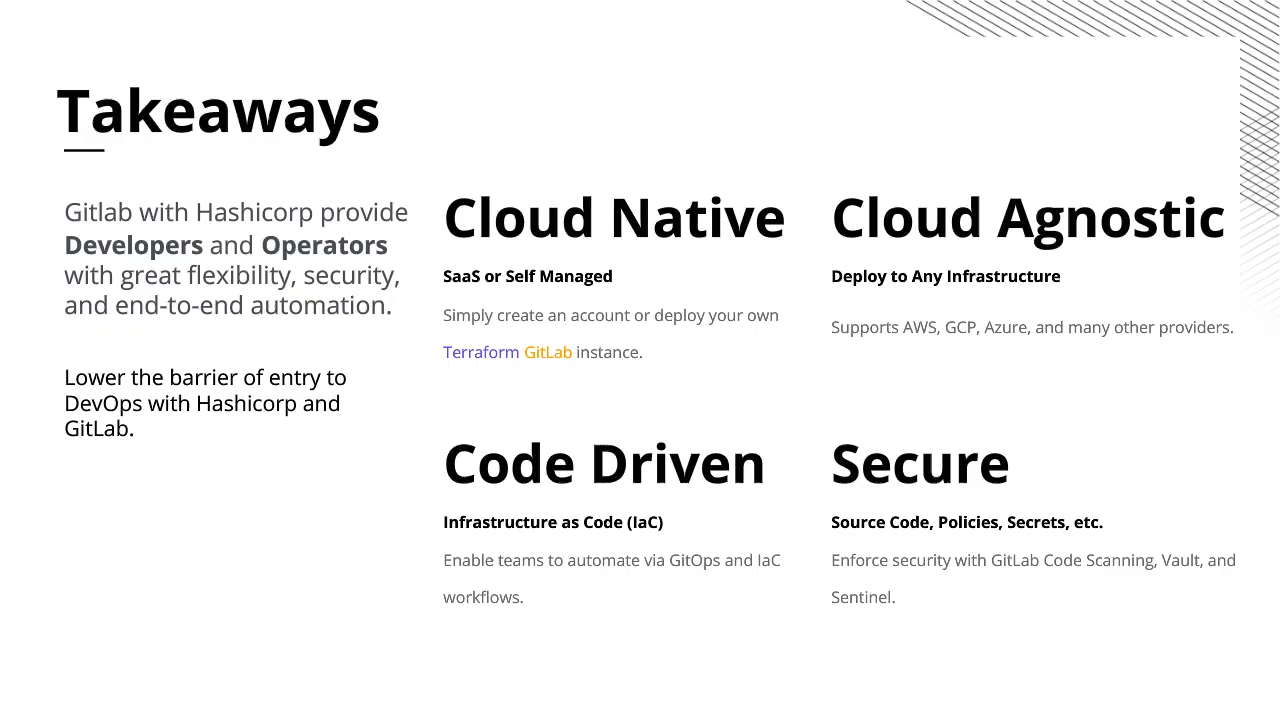 Takeaways
Gitlab with Hashicorp provide
Developers and Operators
with great flexibility, security,
and end-to-end automation.
Lower the barrier of entry to
DevOps with Hashicorp and
GitLab.
Cloud Native
SaaS or Self Managed
Simply create an account or deploy your own
Terraform GitLab instance.
Cloud Agnostic
Deploy to Any Infrastructure
Supports AWS, GCP, Azure, and many other providers.
Code Driven
Infrastructure as Code (IaC)
Enable teams to automate via GitOps and IaC
workflows.
Secure
Source Code, Policies, Secrets, etc.
Enforce security with GitLab Code Scanning, Vault, and
Sentinel.